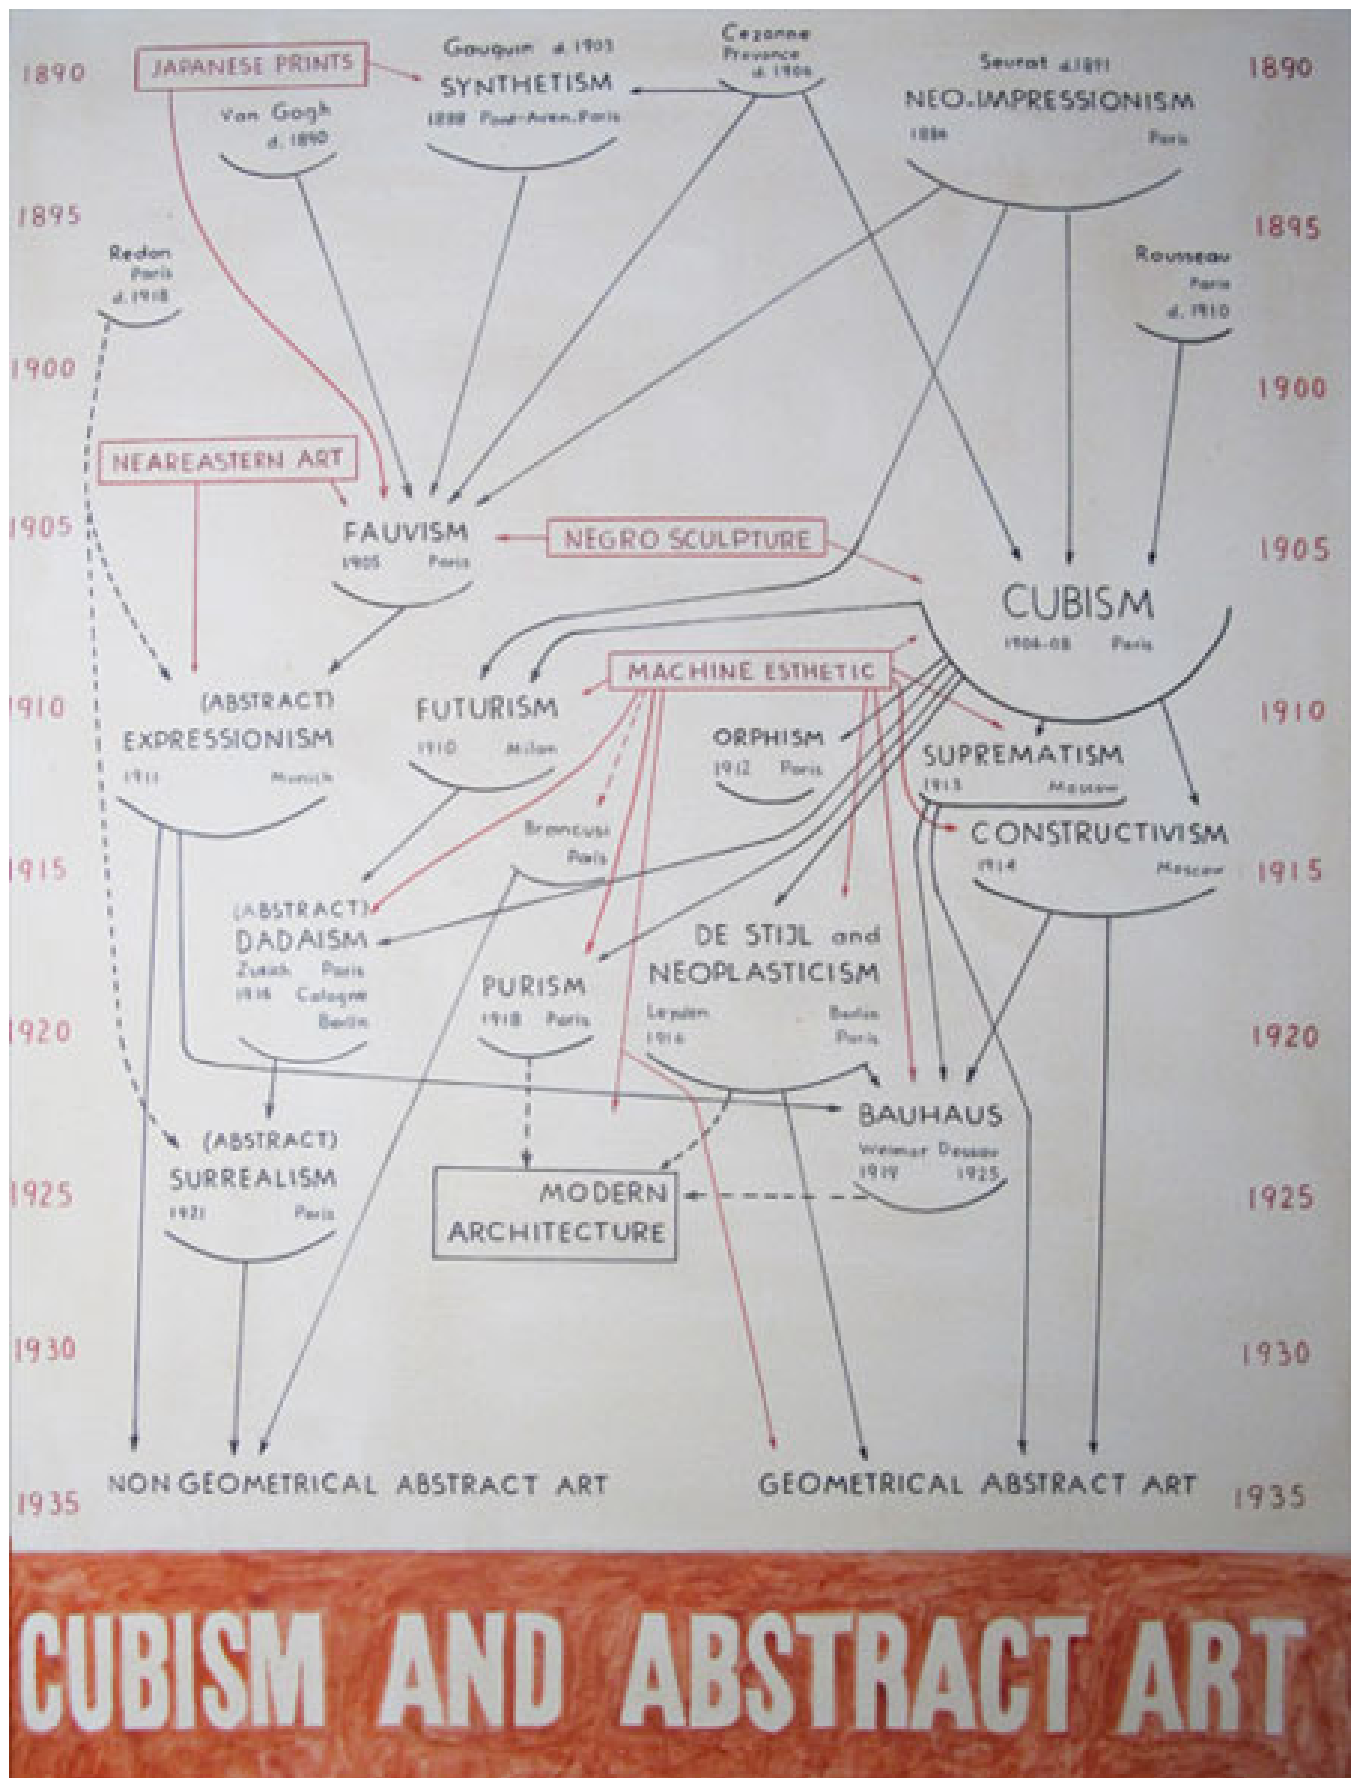 1890
JAPANESE PRINTS
Gauguin d. 1903
SYNTHETISM
1888 Pont-Aven, Paris
Cezanne
Provence
d. 1906
Seurat d.1891
NEO-IMPRESSIONISM
1886 Paris
1890
Van Gogh
d. 1890
1895
1895
Redon
Paris
d. 1918
Rousseau
Paris
d. 1910
1900
1900
NEAREASTERN ART
1905
FAUVISM
1905 Paris
NEGRO SCULPTURE
1905
CUBISM
1906-08 Paris
MACHINE ESTHETIC
(ABSTRACT)
EXPRESSIONISM
1911 Munich
1910
FUTURISM
1910 Milan
ORPHISM
1912 Paris
SUPREMATISM
1913 Moscow
1910
Brancusi
Paris
CONSTRUCTIVISM
1914 Moscow
1915
1915
(ABSTRACT)
DADAISM
Zurich Paris
1916 Cologne
Berlin
PURISM
1918 Paris
DE STIJL and
NEOPLASTICISM
Leyden Berlin
1916 Paris
1920
1920
BAUHAUS
Weimar Dessau
1919 1925
(ABSTRACT)
SURREALISM
1921 Paris
1925
MODERN
ARCHITECTURE
1925
1930
1930
NON GEOMETRICAL ABSTRACT ART
GEOMETRICAL ABSTRACT ART
1935
1935
CUBISM AND ABSTRACT ART